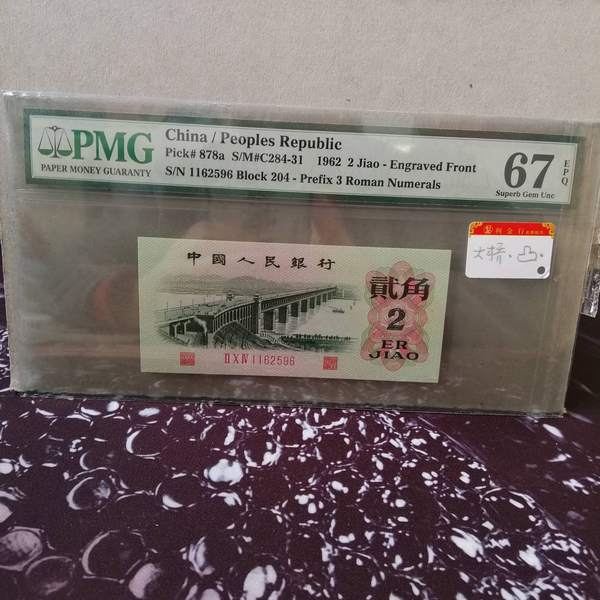 PMG
PAPER MONEY GUARANTY
China / Peoples Republic
Pick# 878a S/M#C284-31 1962 2 Jiao - Engraved Front
S/N 1162596 Block 204 - Prefix 3 Roman Numerals
67
EPQ
Superb Gem Unc
大桥.凸.
中國人民銀行
貳角
2
ER
JIAO
ⅡⅩⅣ1162596